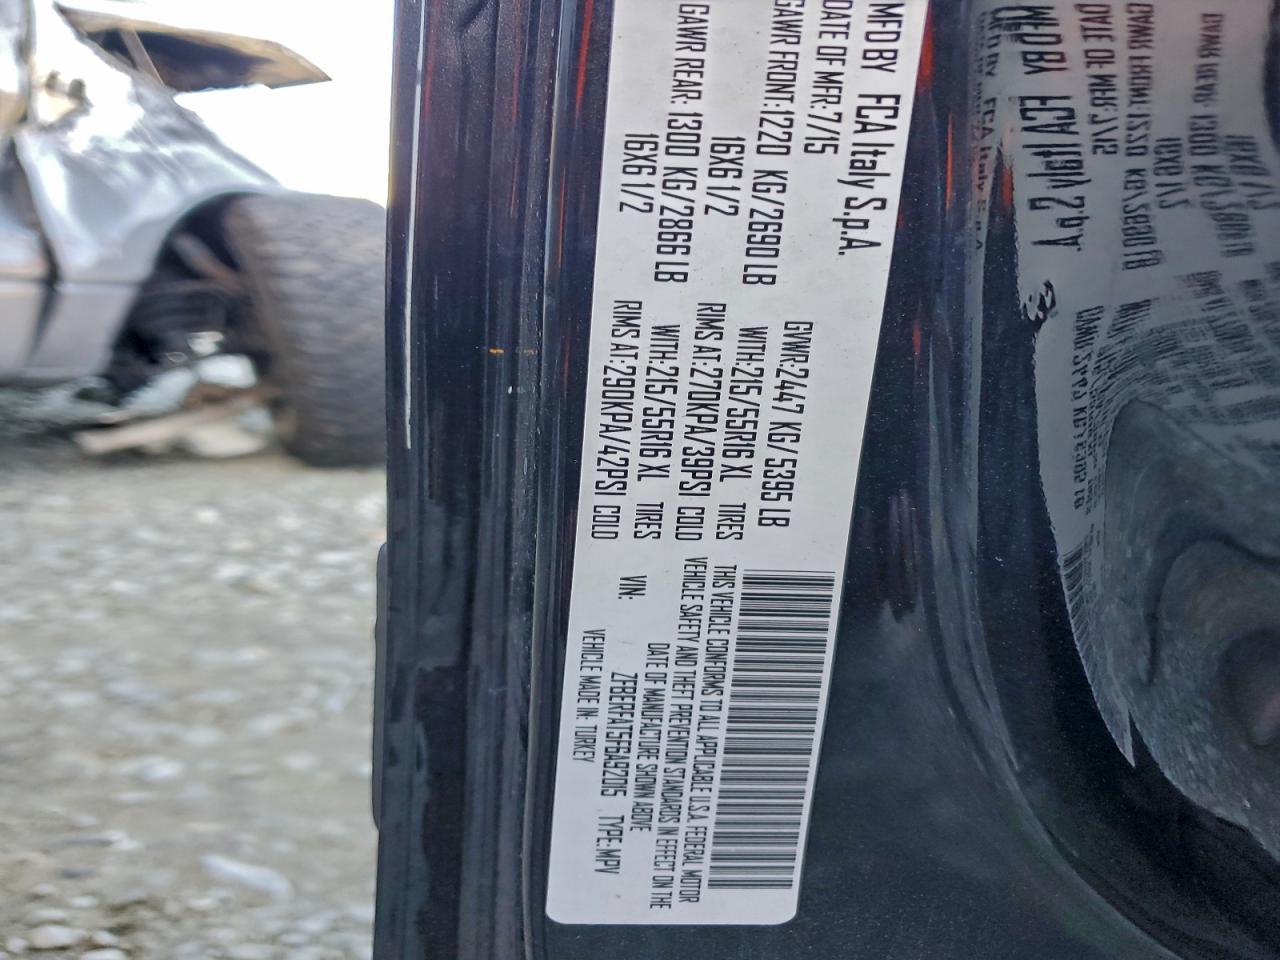 MFD BY FCA Italy S.p.A.
DATE OF MFR: 7/15
GVWR: 2447 KG / 5395 LB
GAWR FRONT: 1220 KG / 2690 LB
WITH: 215/55R16 XL TIRES
16X6 1/2
RIMS AT: 270KPA / 39PSI COLD
GAWR REAR: 1300 KG / 2866 LB
WITH: 215/55R16 XL TIRES
16X6 1/2
RIMS AT: 290KPA / 42PSI COLD
THIS VEHICLE CONFORMS TO ALL APPLICABLE U.S.A. FEDERAL MOTOR
VEHICLE SAFETY AND THEFT PREVENTION STANDARDS IN EFFECT ON THE
DATE OF MANUFACTURE SHOWN ABOVE
VIN: ZFBERFAT5F6A92015 TYPE: MPV
VEHICLE MADE IN: TURKEY